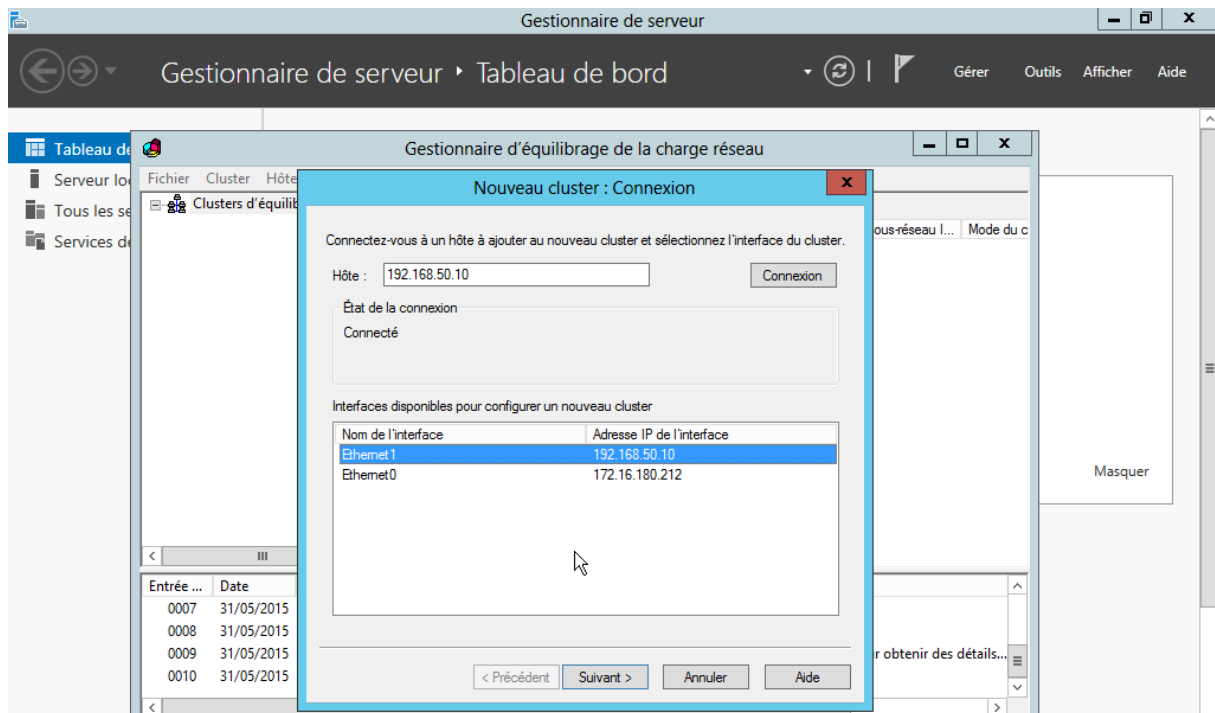 Gestionnaire de serveur
Gestionnaire de serveur ‣ Tableau de bord
Gérer Outils Afficher Aide
Tableau de
Serveur loc
Tous les se
Services de
Gestionnaire d'équilibrage de la charge réseau
Fichier Cluster Hôte
Clusters d'équilib
ous-réseau I... Mode du c
Nouveau cluster : Connexion
Connectez-vous à un hôte à ajouter au nouveau cluster et sélectionnez l'interface du cluster.
Hôte : 192.168.50.10 Connexion
État de la connexion
Connecté
Interfaces disponibles pour configurer un nouveau cluster
Nom de l'interface Adresse IP de l'interface
Ethernet1 192.168.50.10
Ethernet0 172.16.180.212
Masquer
Entrée ... Date
0007 31/05/2015
0008 31/05/2015
0009 31/05/2015 r obtenir des détails...
0010 31/05/2015
< Précédent Suivant > Annuler Aide